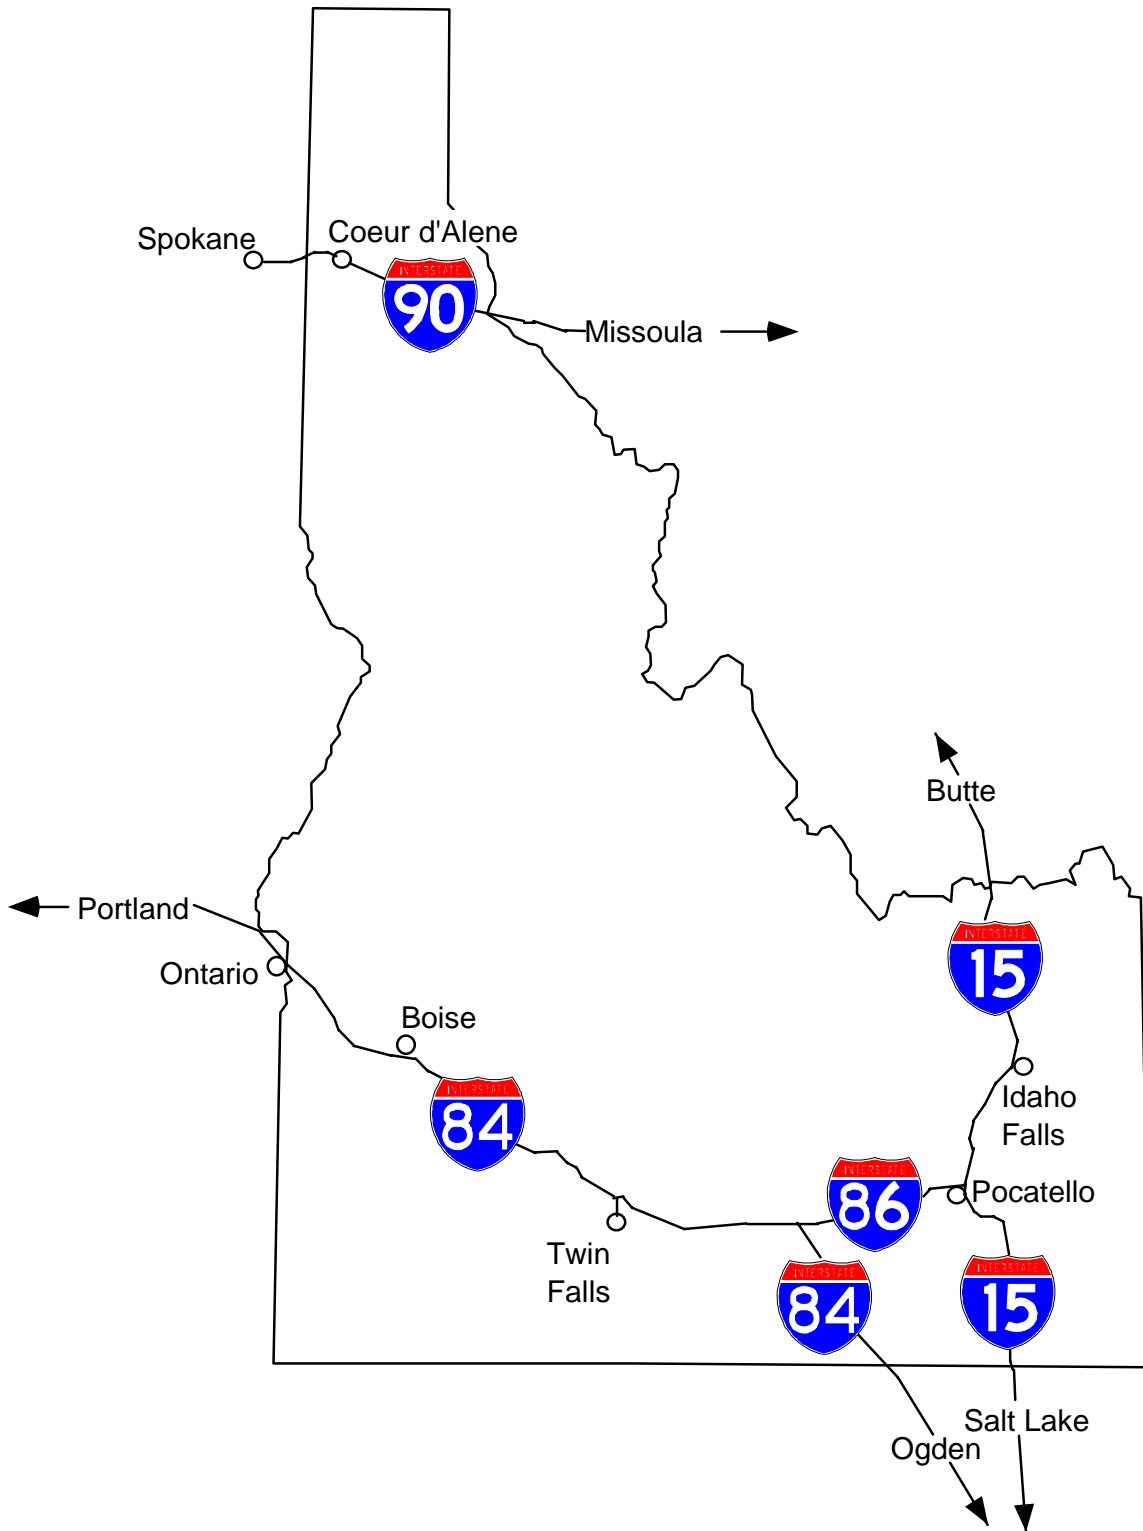 Spokane
Coeur d'Alene
INTERSTATE
90
Missoula
Butte
Portland
INTERSTATE
15
Ontario
Boise
INTERSTATE
84
Idaho
Falls
INTERSTATE
86
Pocatello
Twin
Falls
INTERSTATE
84
INTERSTATE
15
Salt Lake
Ogden